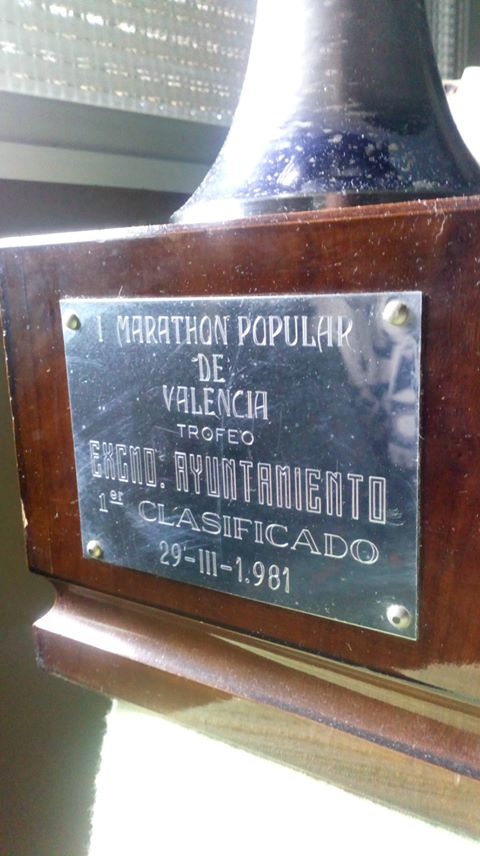 I MARATHON POPULAR
DE
VALENCIA
TROFEO
EXCMO. AYUNTAMIENTO
1er CLASIFICADO
29-III-1.981